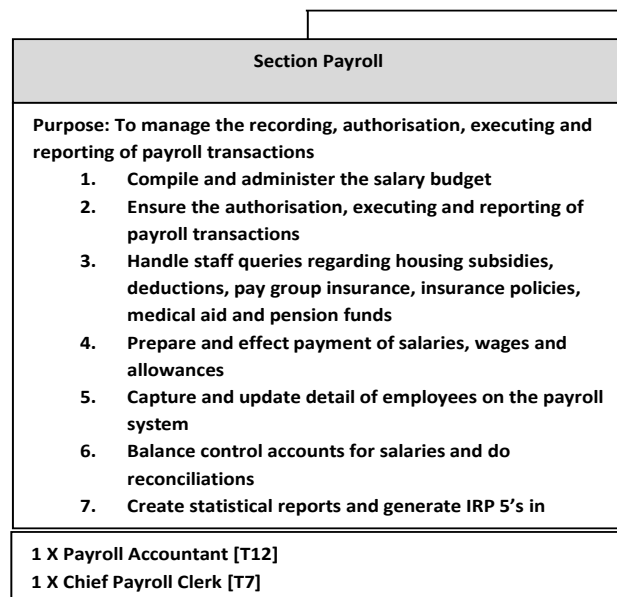 Section Payroll
Purpose: To manage the recording, authorisation, executing and
reporting of payroll transactions
1. Compile and administer the salary budget
2. Ensure the authorisation, executing and reporting of
payroll transactions
3. Handle staff queries regarding housing subsidies,
deductions, pay group insurance, insurance policies,
medical aid and pension funds
4. Prepare and effect payment of salaries, wages and
allowances
5. Capture and update detail of employees on the payroll
system
6. Balance control accounts for salaries and do
reconciliations
7. Create statistical reports and generate IRP 5’s in
1 X Payroll Accountant [T12]
1 X Chief Payroll Clerk [T7]